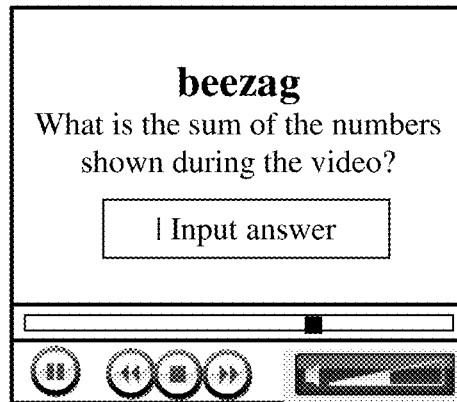 beezag
What is the sum of the numbers
shown during the video?
Input answer